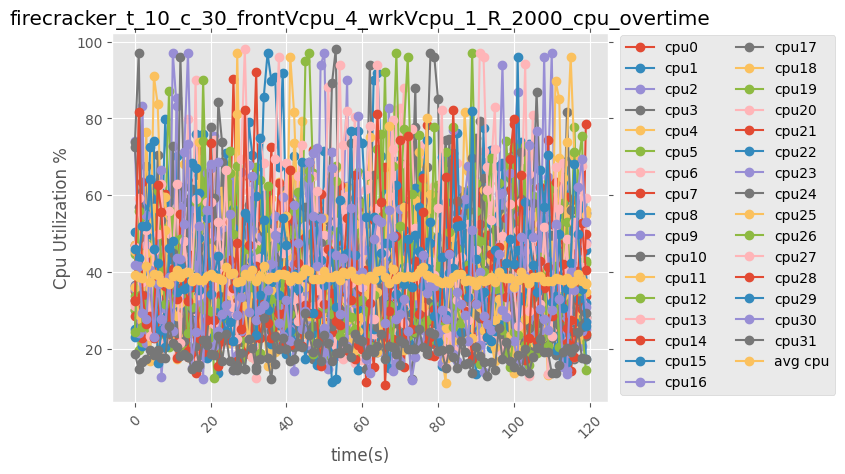 firecracker_t_10_c_30_frontVcpu_4_wrkVcpu_1_R_2000_cpu_overtime
100
80
60
40
20
Cpu Utilization %
0
20
40
60
80
100
120
time(s)
cpu0
cpu1
cpu2
cpu3
cpu4
cpu5
cpu6
cpu7
cpu8
cpu9
cpu10
cpu11
cpu12
cpu13
cpu14
cpu15
cpu16
cpu17
cpu18
cpu19
cpu20
cpu21
cpu22
cpu23
cpu24
cpu25
cpu26
cpu27
cpu28
cpu29
cpu30
cpu31
avg cpu